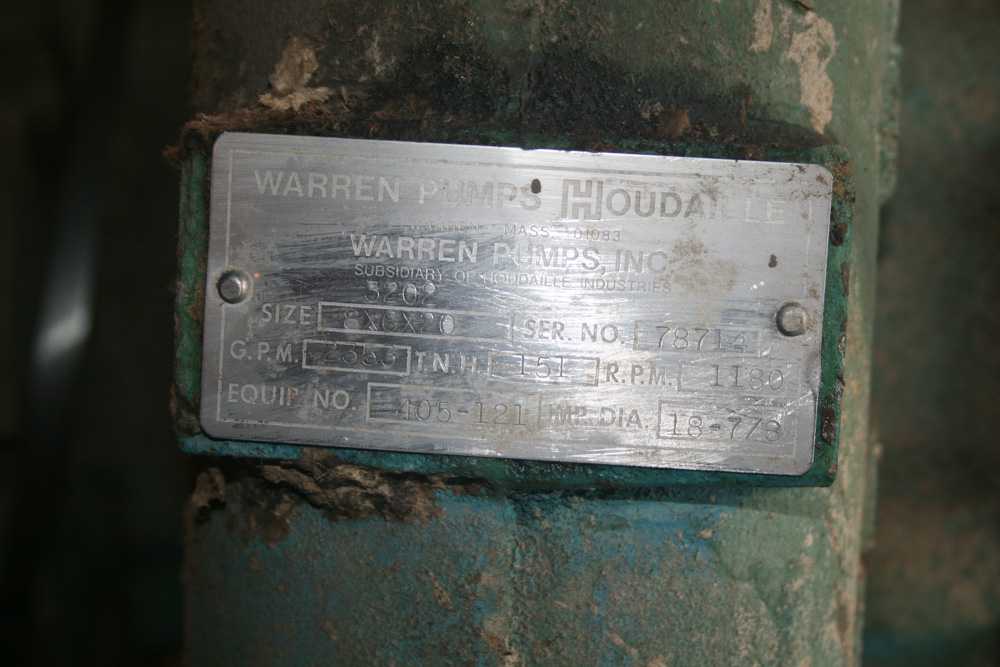 WARREN PUMPS HOUDAILLE
WARREN, MASS. 01083
WARREN PUMPS, INC.
SUBSIDIARY OF HOUDAILLE INDUSTRIES
5202
SIZE 8X6X20 SER. NO. 78714
G.P.M. T.N.H. 151 R.P.M. 1180
EQUIP NO. 405-121 IMP. DIA. 18-7/8